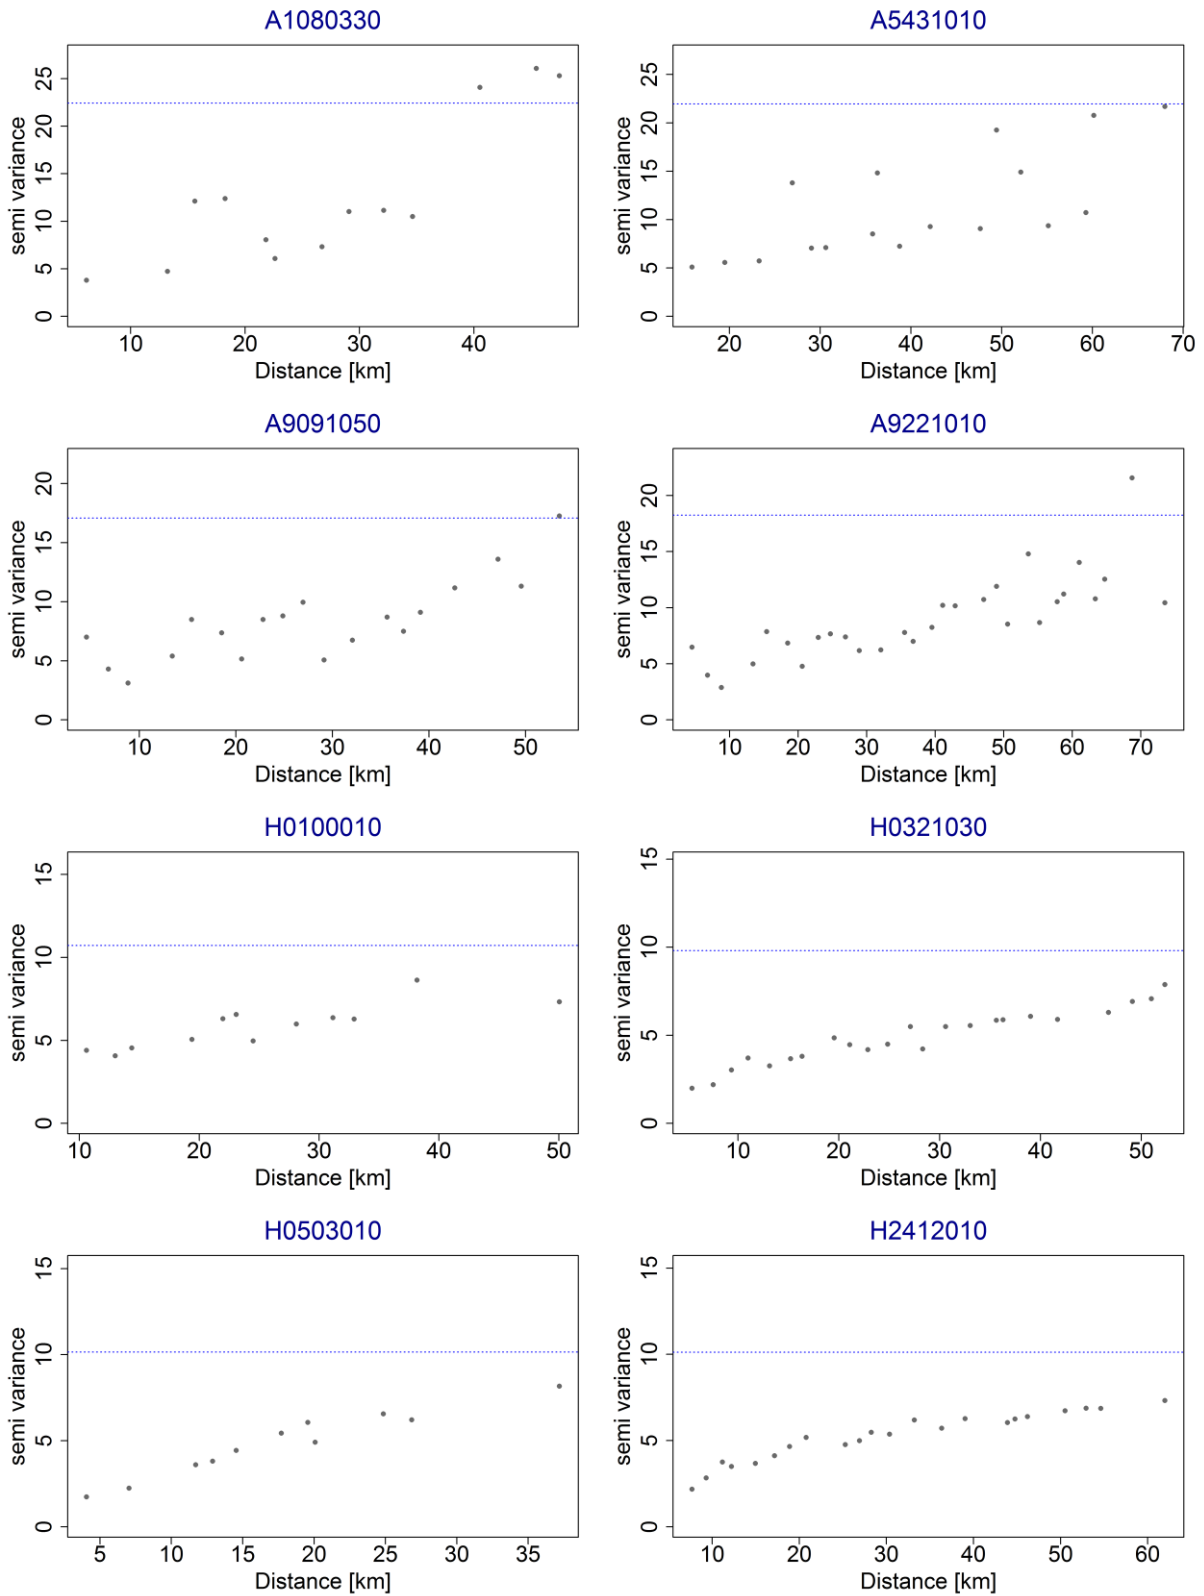 A1080330
semi variance
0 5 10 15 20 25
10 20 30 40
Distance [km]
A5431010
semi variance
0 5 10 15 20 25
20 30 40 50 60 70
Distance [km]
A9091050
semi variance
0 5 10 15 20
10 20 30 40 50
Distance [km]
A9221010
semi variance
0 5 10 15 20
10 20 30 40 50 60 70
Distance [km]
H0100010
semi variance
0 5 10 15
10 20 30 40 50
Distance [km]
H0321030
semi variance
0 5 10 15
10 20 30 40 50
Distance [km]
H0503010
semi variance
0 5 10 15
5 10 15 20 25 30 35
Distance [km]
H2412010
semi variance
0 5 10 15
10 20 30 40 50 60
Distance [km]